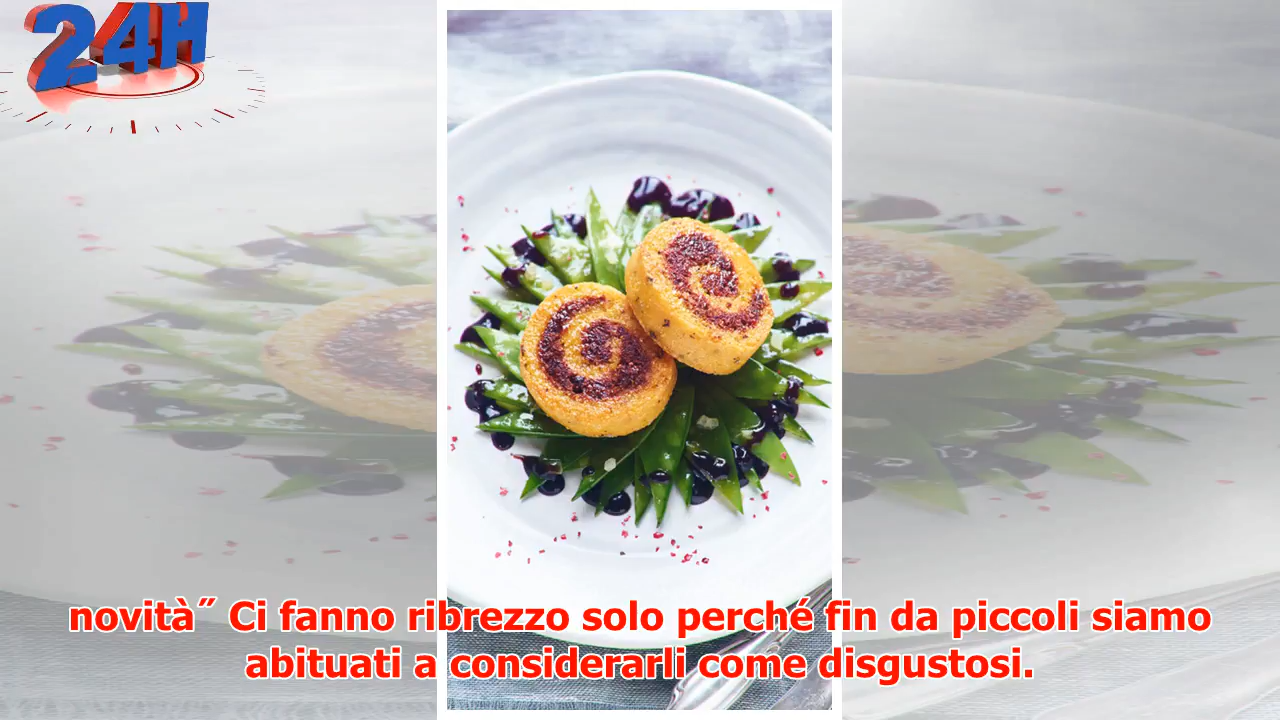 24H
novità˝ Ci fanno ribrezzo solo perché fin da piccoli siamo
abituati a considerarli come disgustosi.